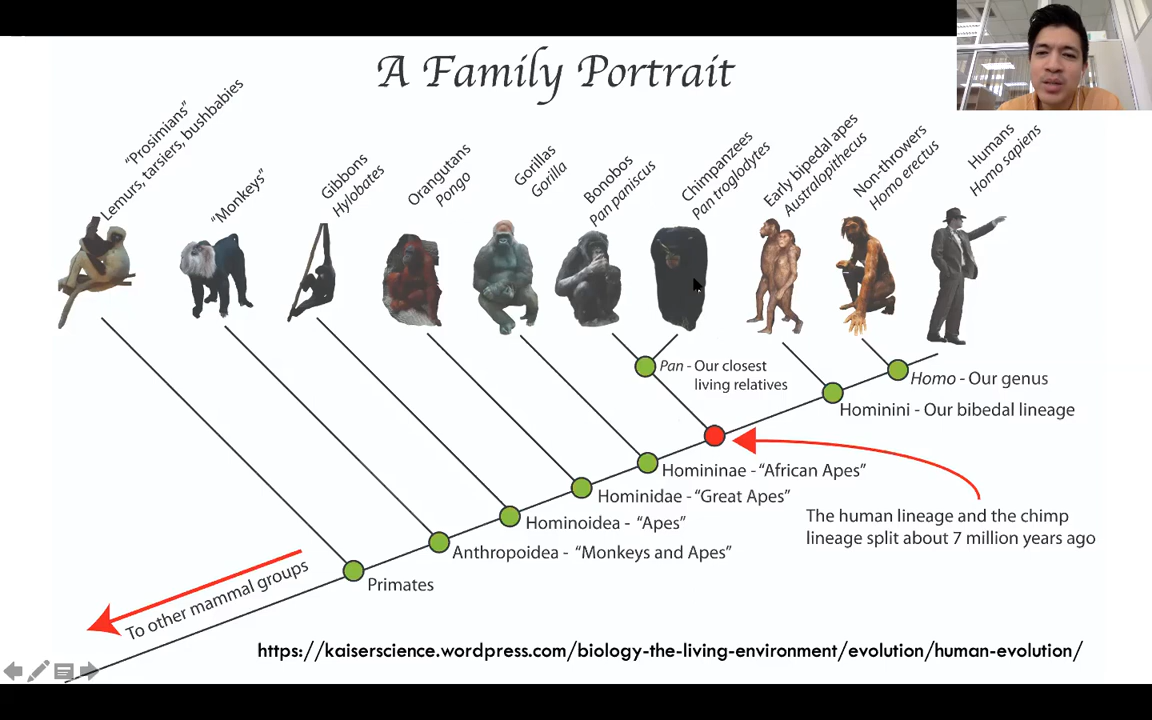 A Family Portrait
"Prosimians"
Lemurs, tarsiers, bushbabies
"Monkeys"
Gibbons
Hylobates
Orangutans
Pongo
Gorillas
Gorilla
Bonobos
Pan paniscus
Chimpanzees
Pan troglodytes
Early bipedal apes
Australopithecus
Non-throwers
Homo erectus
Humans
Homo sapiens
Pan - Our closest
living relatives
Homo - Our genus
Hominini - Our bibedal lineage
Homininae - "African Apes"
Hominidae - "Great Apes"
Hominoidea - "Apes"
Anthropoidea - "Monkeys and Apes"
Primates
The human lineage and the chimp
lineage split about 7 million years ago
To other mammal groups
https://kaiserscience.wordpress.com/biology-the-living-environment/evolution/human-evolution/